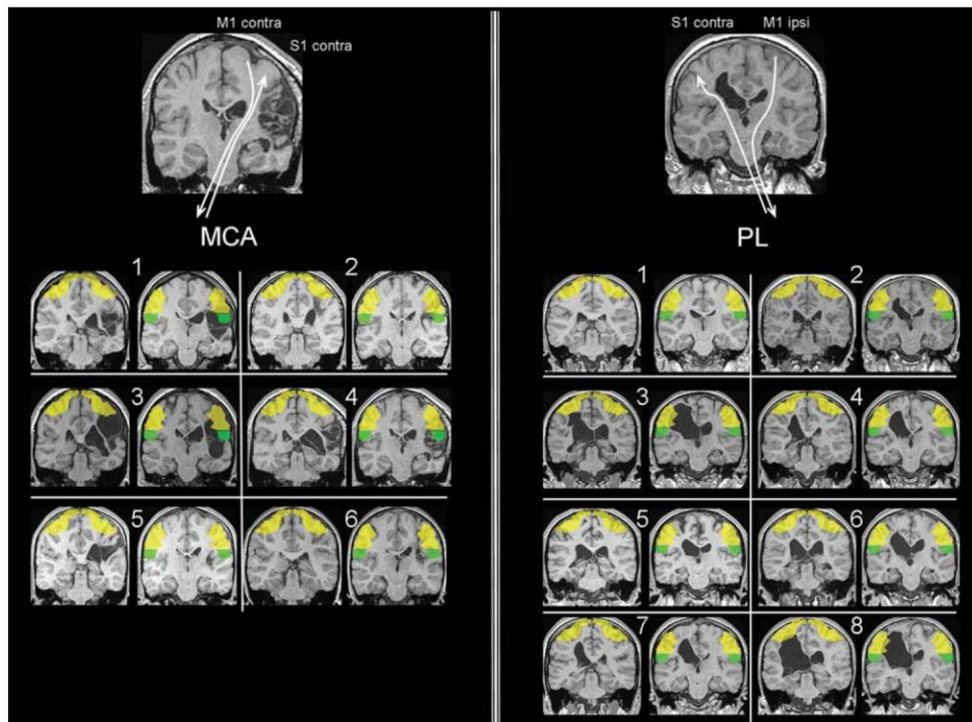 M1 contra
S1 contra
MCA
1 2
3 4
5 6
S1 contra M1 ipsi
PL
1 2
3 4
5 6
7 8